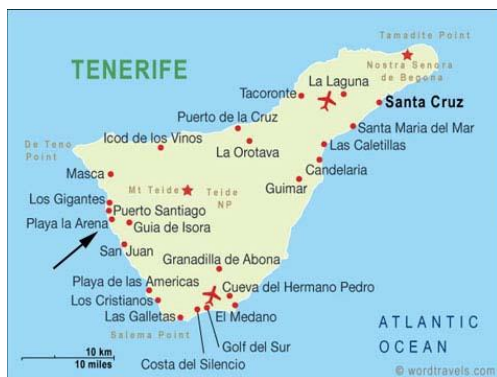 Tamadite Point
TENERIFE
Nostra Senora
de Begona
La Laguna
Tacoronte
Santa Cruz
Puerto de la Cruz
Santa Maria del Mar
De Teno
Point
Icod de los Vinos
La Orotava
Las Caletillas
Candelaria
Masca
Guimar
Mt Teide
Teide
NP
Los Gigantes
Puerto Santiago
Playa la Arena
Guia de Isora
San Juan
Granadilla de Abona
Playa de las Americas
Cueva del Hermano Pedro
Los Cristianos
Las Galletas
El Medano
Salema Point
Golf del Sur
Costa del Silencio
ATLANTIC
OCEAN
10 km
10 miles
© wordtravels.com